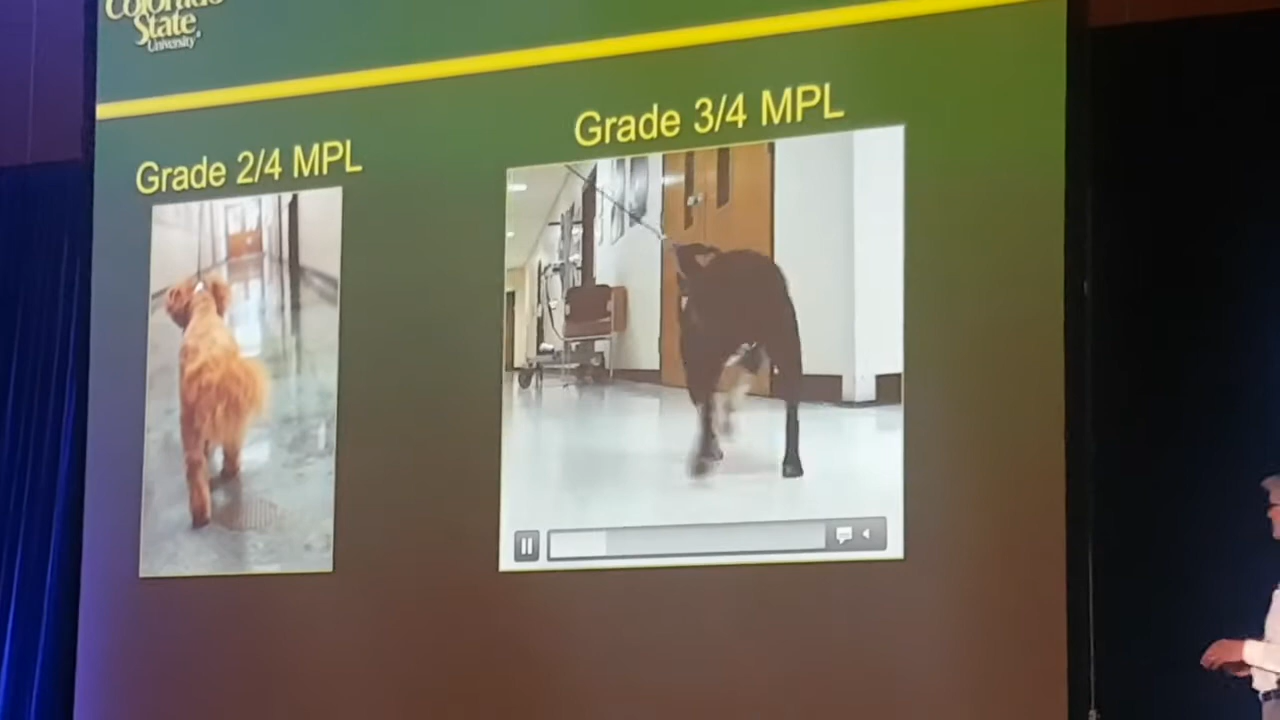 Colorado
State
University
Grade 2/4 MPL
Grade 3/4 MPL